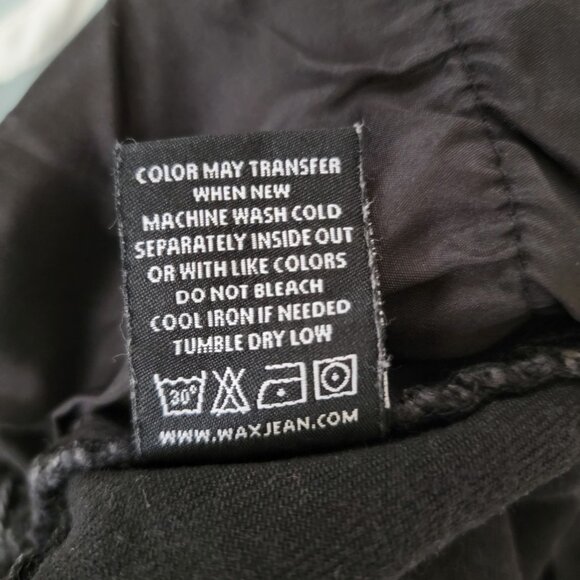 COLOR MAY TRANSFER
WHEN NEW
MACHINE WASH COLD
SEPARATELY INSIDE OUT
OR WITH LIKE COLORS
DO NOT BLEACH
COOL IRON IF NEEDED
TUMBLE DRY LOW
30°
WWW.WAXJEAN.COM